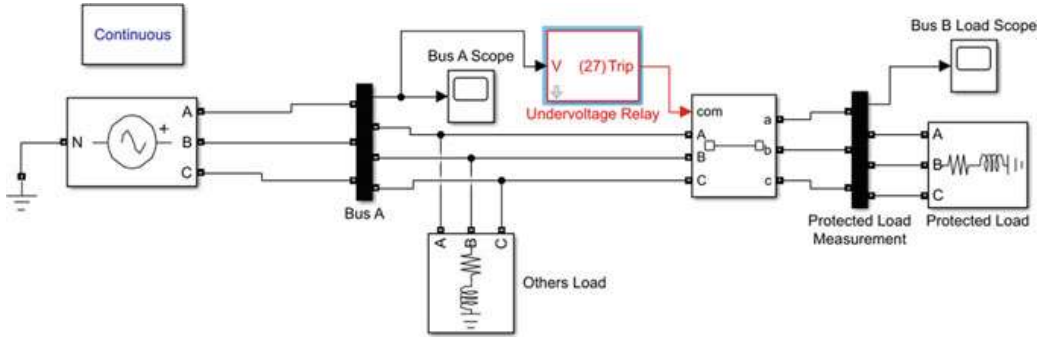 Continuous
Bus A Scope
Bus B Load Scope
V (27) Trip
Undervoltage Relay
N
A
B
C
Bus A
com
A
B
C
a
b
c
Protected Load
Measurement
A
B
C
Protected Load
A B C
Others Load